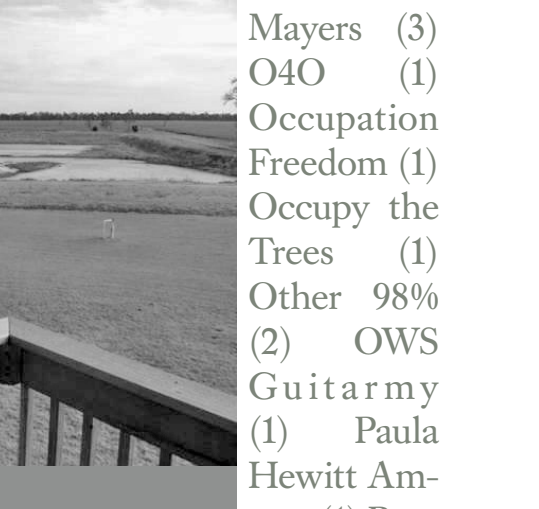 Mayers (3)
O4O (1)
Occupation
Freedom (1)
Occupy the
Trees (1)
Other 98%
(2) OWS
Guitarmy
(1) Paula
Hewitt Am-